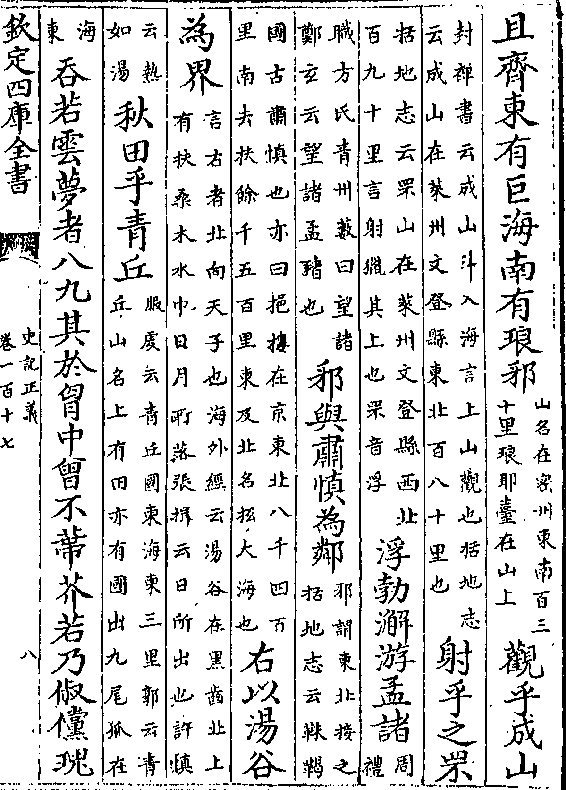 且齊東有巨海南有琅邪
山名在密州東南百三
十里琅耶臺在山上
觀乎成山
封禪書云成山斗入海言上山觀也括地志
云成山在萊州文登縣東北百八十里也
射乎之罘
括地志云罘山在萊州文登縣西北
百九十里言射獵其上也罘音浮
浮勃澥游孟諸
周
禮
職方氏青州藪曰望諸
鄭玄云望諸孟豬也
邪與肅慎為鄰
邪謂東北接之
括地志云靺鞨
國古肅慎也亦曰挹婁在京東北八千四百
里南去扶餘千五百里東及北各抵大海也
右以湯谷
為界
言右者北向天子也海外經云湯谷在黑齒北上
有扶桑木水中日月所落張揖云日所出也許慎
云熱
如湯
秋田乎青丘
服虔云青丘國東海東三里郭云青
丘山名上有田亦有國出九尾狐在
海
東
吞若雲夢者八九其於胷中曾不蔕芥若乃俶儻瑰
欽定四庫全書
史記正義
卷一百十七
八